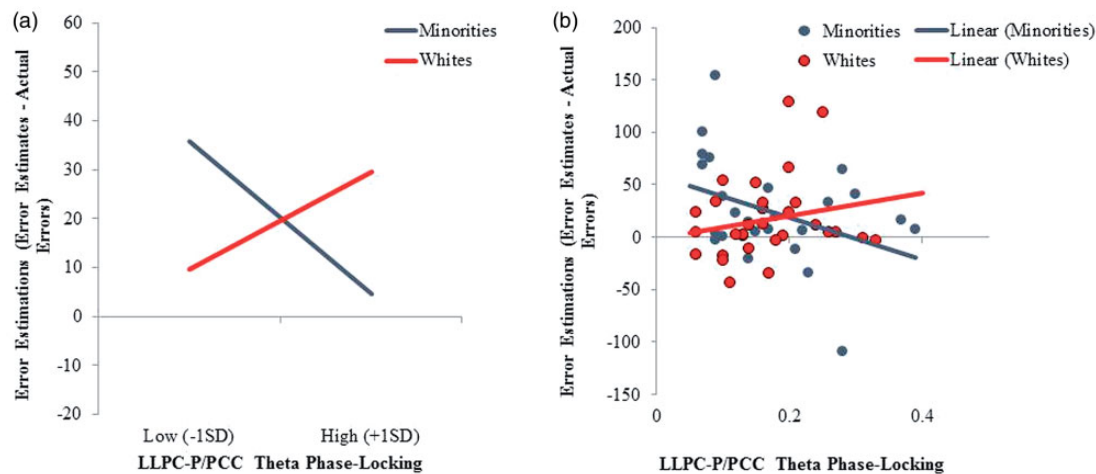 (a)
Error Estimations (Error Estimates - Actual
Errors)
60
50
40
30
20
10
0
-10
-20
Minorities
Whites
Low (-1SD)
High (+1SD)
LLPC-P/PCC Theta Phase-Locking
(b)
Error Estimations (Error Estimates - Actual
Errors)
200
150
100
50
0
-50
-100
-150
Minorities
Linear (Minorities)
Whites
Linear (Whites)
0
0.2
0.4
LLPC-P/PCC Theta Phase-Locking